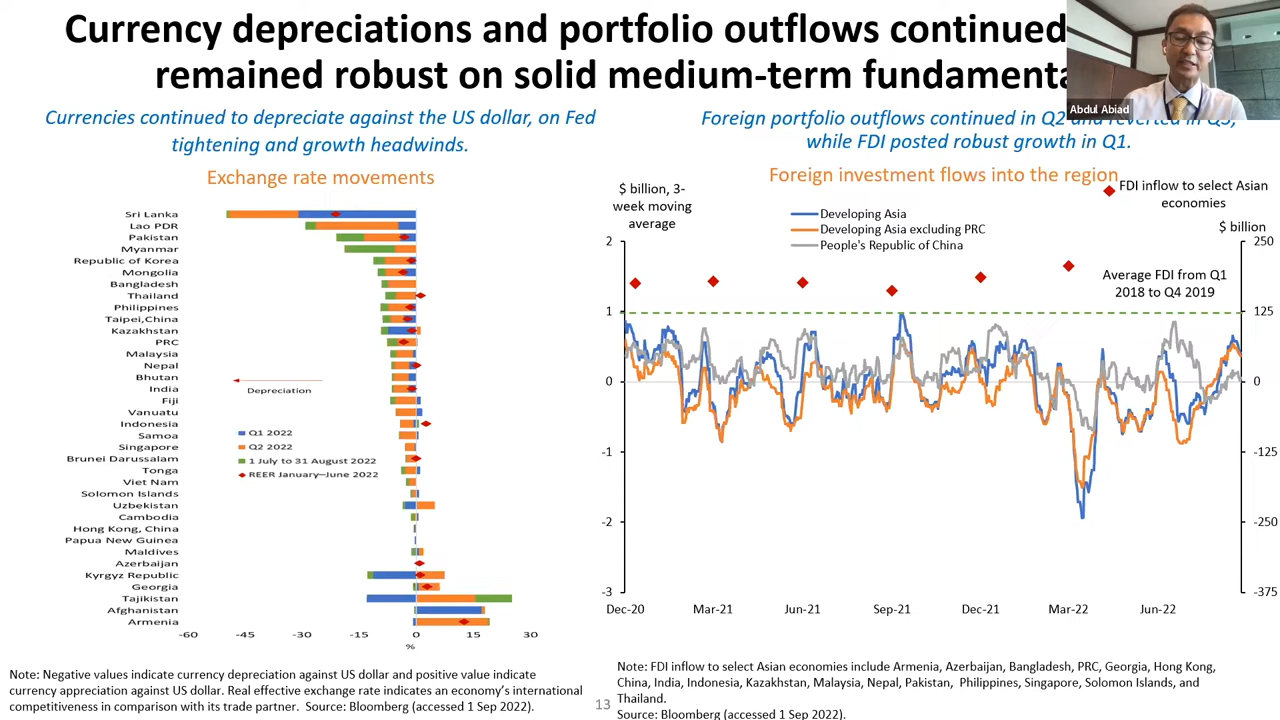 Currency depreciations and portfolio outflows continued
remained robust on solid medium-term
Abdul Abiad
Currencies continued to depreciate against the US dollar, on Fed
tightening and growth headwinds.
Exchange rate movements
Sri Lanka
Lao PDR
Pakistan
Myanmar
Republic of Korea
Mongolia
Bangladesh
Thailand
Philippines
Taipei,China
Kazakhstan
PRC
Malaysia
Nepal
Bhutan
India
Fiji
Vanuatu
Indonesia
Samoa
Singapore
Brunei Darussalam
Tonga
Viet Nam
Solomon Islands
Uzbekistan
Cambodia
Hong Kong, China
Papua New Guinea
Maldives
Azerbaijan
Kyrgyz Republic
Georgia
Tajikistan
Afghanistan
Armenia
Depreciation
Q1 2022
Q2 2022
1 July to 31 August 2022
REER January–June 2022
-60 -45 -30 -15 0 15 30
%
Note: Negative values indicate currency depreciation against US dollar and positive value indicate
currency appreciation against US dollar. Real effective exchange rate indicates an economy's international
competitiveness in comparison with its trade partner. Source: Bloomberg (accessed 1 Sep 2022).
13
Foreign portfolio outflows continued in Q2 and reverted in Q3,
while FDI posted robust growth in Q1.
Foreign investment flows into the region
$ billion, 3-
week moving
average
FDI inflow to select Asian
economies
$ billion
Developing Asia
Developing Asia excluding PRC
People's Republic of China
Average FDI from Q1
2018 to Q4 2019
2 250
1 125
0 0
-1 -125
-2 -250
-3 -375
Dec-20 Mar-21 Jun-21 Sep-21 Dec-21 Mar-22 Jun-22
Note: FDI inflow to select Asian economies include Armenia, Azerbaijan, Bangladesh, PRC, Georgia, Hong Kong,
China, India, Indonesia, Kazakhstan, Malaysia, Nepal, Pakistan, Philippines, Singapore, Solomon Islands, and
Thailand.
Source: Bloomberg (accessed 1 Sep 2022).